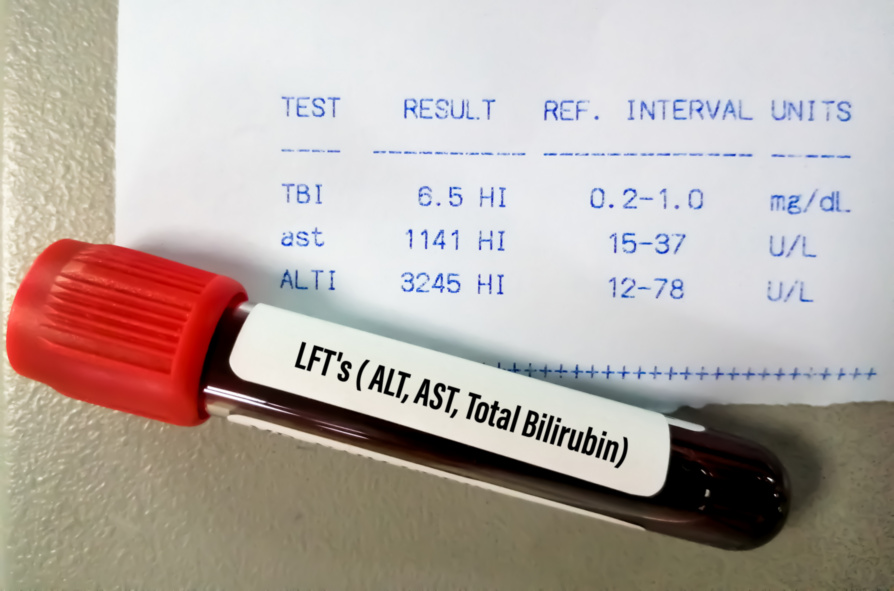 TEST RESULT REF. INTERVAL UNITS
TBI 6.5 HI 0.2-1.0 mg/dL
ast 1141 HI 15-37 U/L
ALTI 3245 HI 12-78 U/L
LFT's ( ALT, AST, Total Bilirubin)